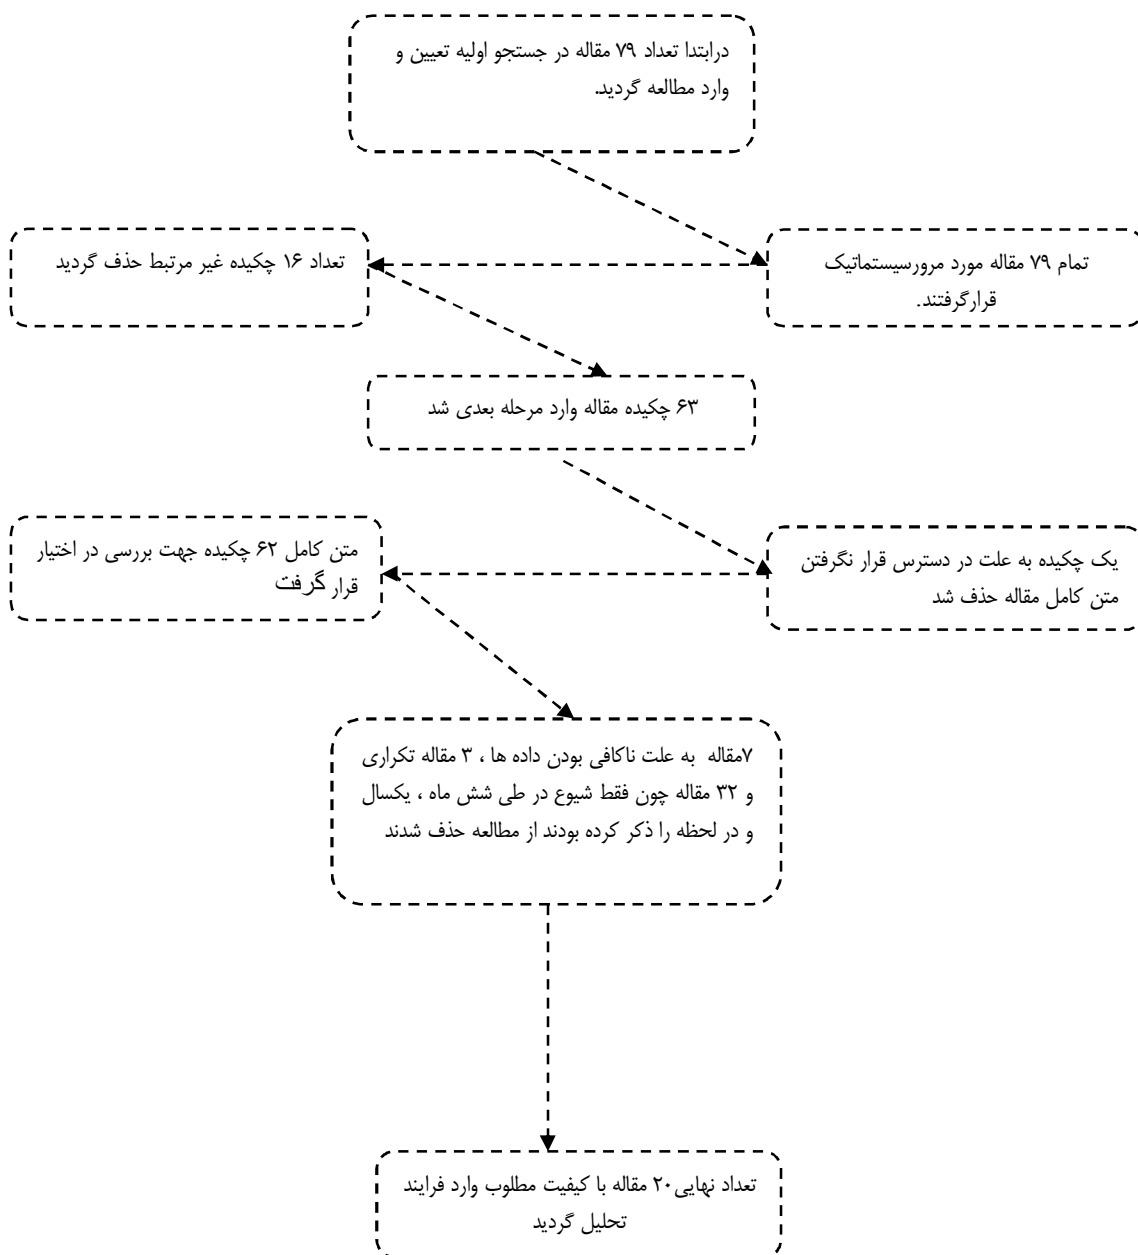 درابتدا تعداد ۷۹ مقاله در جستجو اولیه تعیین و
وارد مطالعه گردید.
تمام ۷۹ مقاله مورد مرورسیستماتیک
قرارگرفتند.
تعداد ۱۶ چکیده غیر مرتبط حذف گردید
۶۳ چکیده مقاله وارد مرحله بعدی شد
یک چکیده به علت در دسترس قرار نگرفتن
متن کامل مقاله حذف شد
متن کامل ۶۲ چکیده جهت بررسی در اختیار
قرار گرفت
۷مقاله به علت ناکافی بودن داده ها ، ۳ مقاله تکراری
و ۳۲ مقاله چون فقط شیوع در طی شش ماه ، یکسال
و در لحظه را ذکر کرده بودند از مطالعه حذف شدند
تعداد نهایی۲۰ مقاله با کیفیت مطلوب وارد فرایند
تحلیل گردید